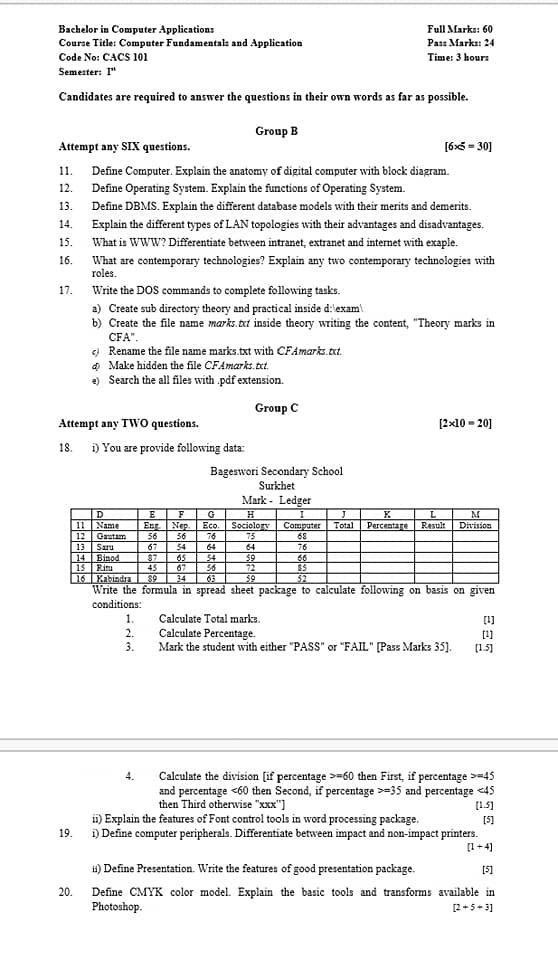 Bachelor in Computer Applications
Course Title: Computer Fundamentals and Application
Code No: CACS 101
Semester: Iˢᵗ
Full Marks: 60
Pass Marks: 24
Time: 3 hours
Candidates are required to answer the questions in their own words as far as possible.
Group B
Attempt any SIX questions. [6×5 = 30]
11. Define Computer. Explain the anatomy of digital computer with block diagram.
12. Define Operating System. Explain the functions of Operating System.
13. Define DBMS. Explain the different database models with their merits and demerits.
14. Explain the different types of LAN topologies with their advantages and disadvantages.
15. What is WWW? Differentiate between intranet, extranet and internet with exaple.
16. What are contemporary technologies? Explain any two contemporary technologies with
roles.
17. Write the DOS commands to complete following tasks.
a) Create sub directory theory and practical inside d:\exam\
b) Create the file name marks.txt inside theory writing the content, "Theory marks in
CFA".
c) Rename the file name marks.txt with CFAmarks.txt.
d) Make hidden the file CFAmarks.txt.
e) Search the all files with .pdf extension.
Group C
Attempt any TWO questions. [2×10 = 20]
18. i) You are provide following data:
Bageswori Secondary School
Surkhet
Mark - Ledger
D E F G H I J K L M
11 Name Eng. Nep. Eco. Sociology Computer Total Percentage Result Division
12 Gautam 56 56 76 75 68
13 Saru 67 54 64 64 76
14 Binod 87 65 54 59 66
15 Ritu 45 67 56 72 85
16 Kabindra 89 34 63 59 52
Write the formula in spread sheet package to calculate following on basis on given
conditions:
1. Calculate Total marks. [1]
2. Calculate Percentage. [1]
3. Mark the student with either "PASS" or "FAIL" [Pass Marks 35]. [1.5]
4. Calculate the division [if percentage >=60 then First, if percentage >=45
and percentage <60 then Second, if percentage >=35 and percentage <45
then Third otherwise "xxx"] [1.5]
ii) Explain the features of Font control tools in word processing package. [5]
19. i) Define computer peripherals. Differentiate between impact and non-impact printers.
[1+4]
ii) Define Presentation. Write the features of good presentation package. [5]
20. Define CMYK color model. Explain the basic tools and transforms available in
Photoshop. [2+5+3]